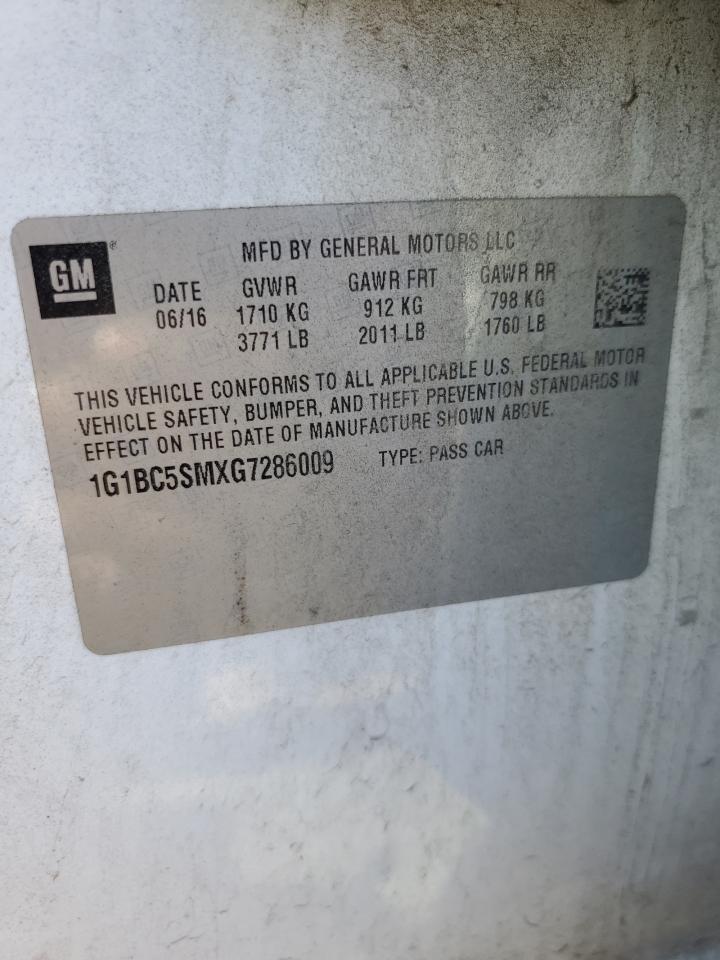 GM®
MFD BY GENERAL MOTORS LLC
DATE GVWR GAWR FRT GAWR RR
06/16 1710 KG 912 KG 798 KG
3771 LB 2011 LB 1760 LB
THIS VEHICLE CONFORMS TO ALL APPLICABLE U.S. FEDERAL MOTOR
VEHICLE SAFETY, BUMPER, AND THEFT PREVENTION STANDARDS IN
EFFECT ON THE DATE OF MANUFACTURE SHOWN ABOVE.
1G1BC5SMXG7286009 TYPE: PASS CAR